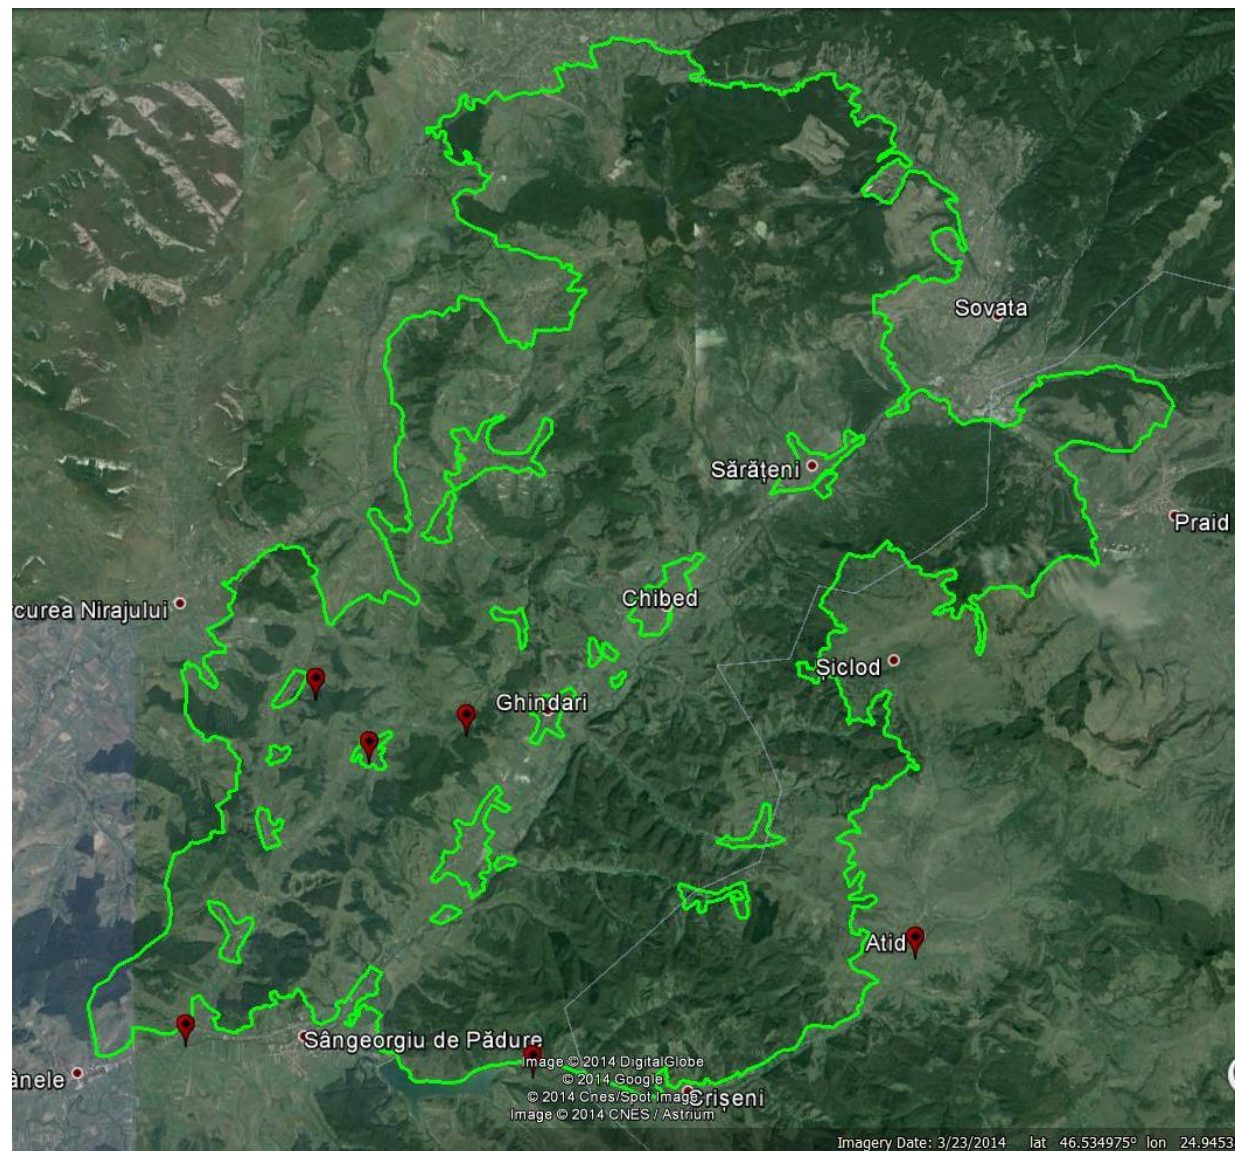 Sovata
Sărățeni
Praid
Chibed
rcurea Nirajului
Șiclod
Ghindari
Atid
Sângeorgiu de Pădure
ânele
Image © 2014 DigitalGlobe
© 2014 Google
© 2014 Cnes/Spot Image
Crișeni
Image © 2014 CNES / Astrium
Imagery Date: 3/23/2014 lat 46.534975° lon 24.9453